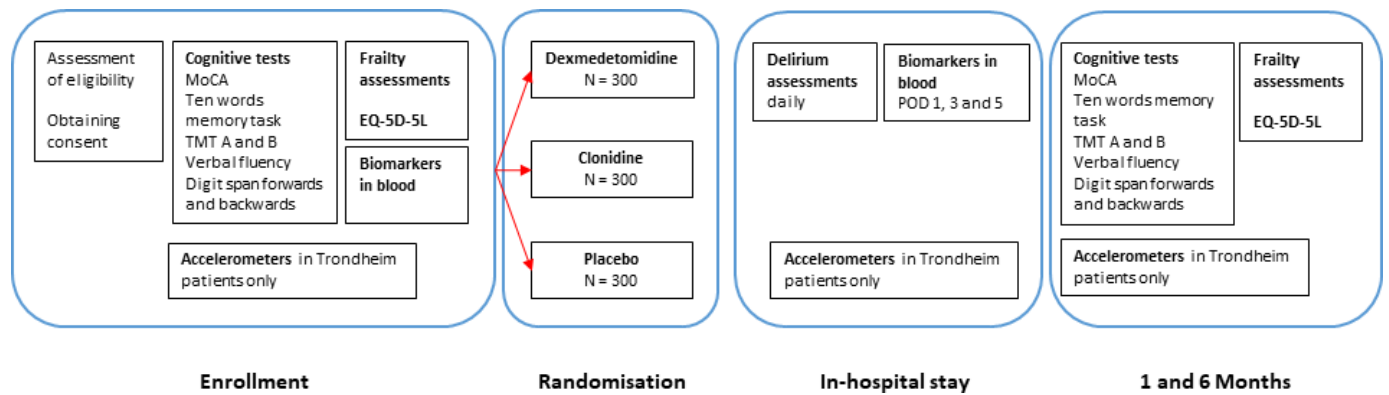 Assessment
of eligibility
Obtaining
consent
Cognitive tests
MoCA
Ten words
memory task
TMT A and B
Verbal fluency
Digit span forwards
and backwards
Frailty
assessments
EQ-5D-5L
Biomarkers
in blood
Accelerometers in Trondheim
patients only
Enrollment
Dexmedetomidine
N = 300
Clonidine
N = 300
Placebo
N = 300
Randomisation
Delirium
assessments
daily
Biomarkers in
blood
POD 1, 3 and 5
Accelerometers in Trondheim
patients only
In-hospital stay
Cognitive tests
MoCA
Ten words memory
task
TMT A and B
Verbal fluency
Digit span forwards
and backwards
Frailty
assessments
EQ-5D-5L
Accelerometers in Trondheim
patients only
1 and 6 Months